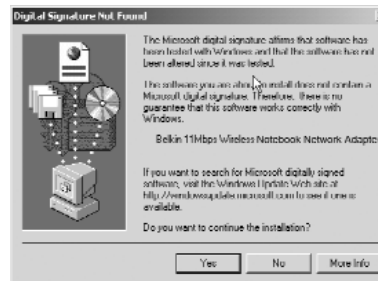 Digital Signature Not Found
The Microsoft digital signature affirms that software has
been tested with Windows and that the software has not
been altered since it was tested.
The software you are about to install does not contain a
Microsoft digital signature. Therefore, there is no
guarantee that this software works correctly with
Windows.
Belkin 11Mbps Wireless Notebook Network Adapter
If you want to search for Microsoft digitally signed
software, visit the Windows Update Web site at
http://windowsupdate.microsoft.com to see if one is
available.
Do you want to continue the installation?
Yes No More Info